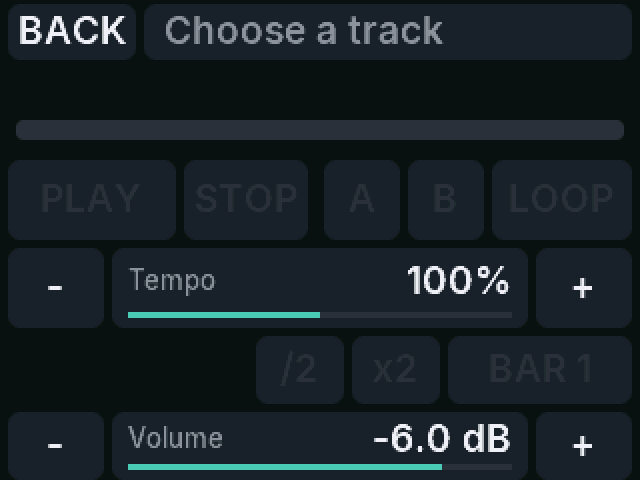 BACK Choose a track
PLAY STOP A B LOOP
- Tempo 100% +
/2 x2 BAR 1
- Volume -6.0 dB +